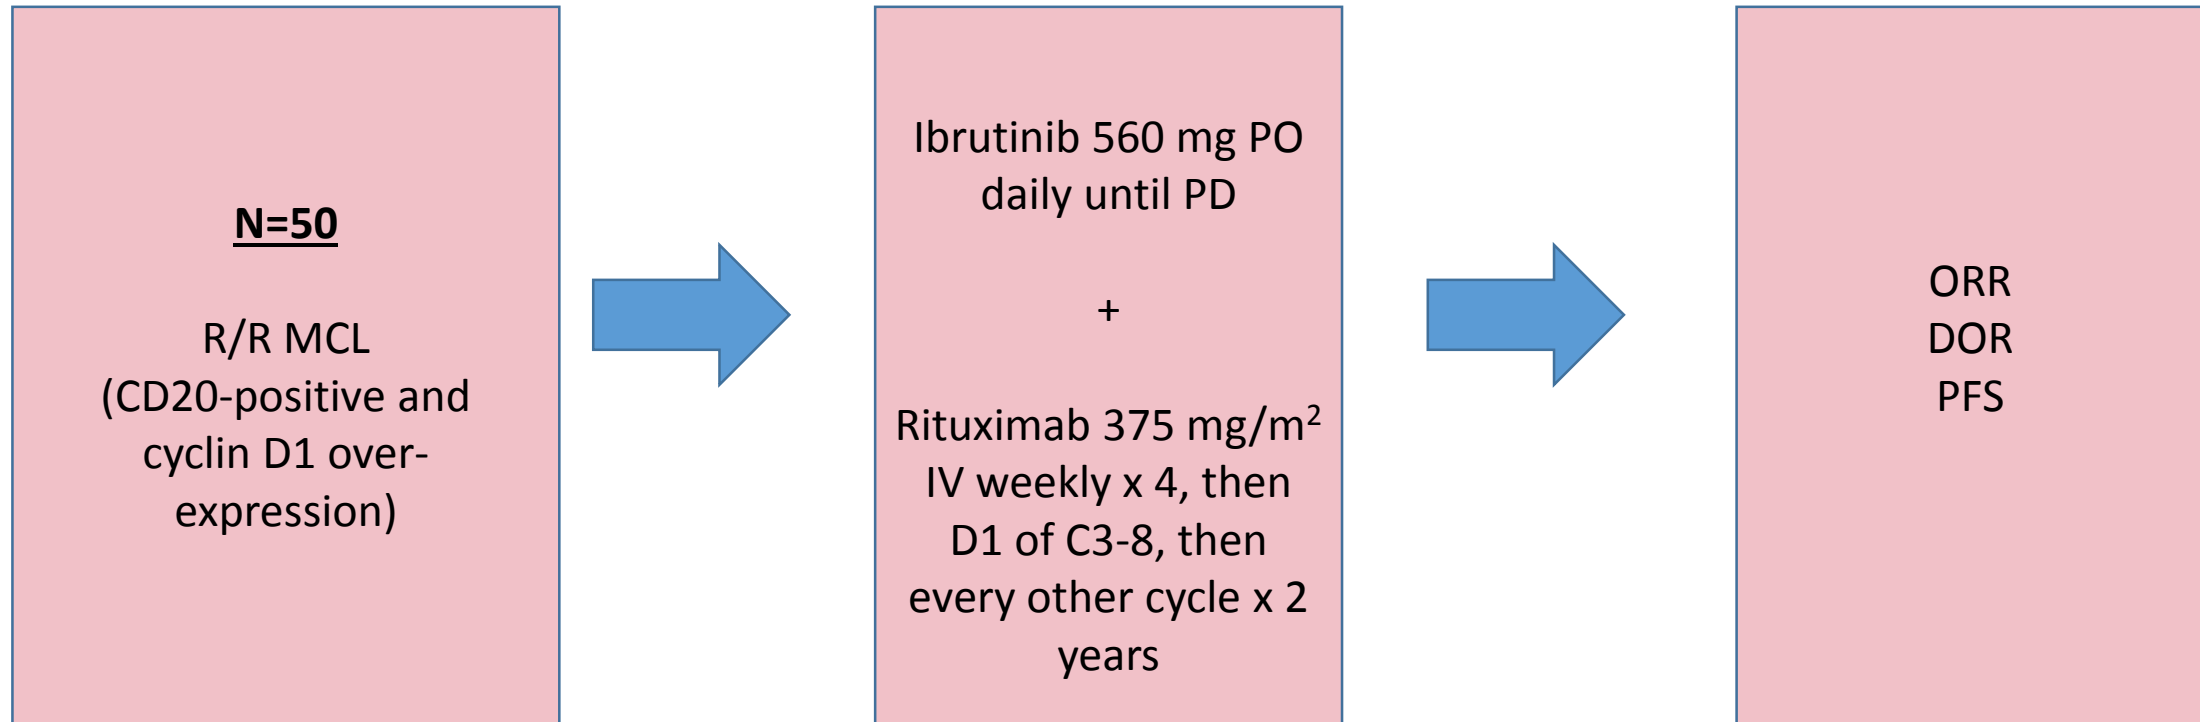 N=50
R/R MCL
(CD20-positive and
cyclin D1 over-
expression)
Ibrutinib 560 mg PO
daily until PD
+
Rituximab 375 mg/m²
IV weekly x 4, then
D1 of C3-8, then
every other cycle x 2
years
ORR
DOR
PFS